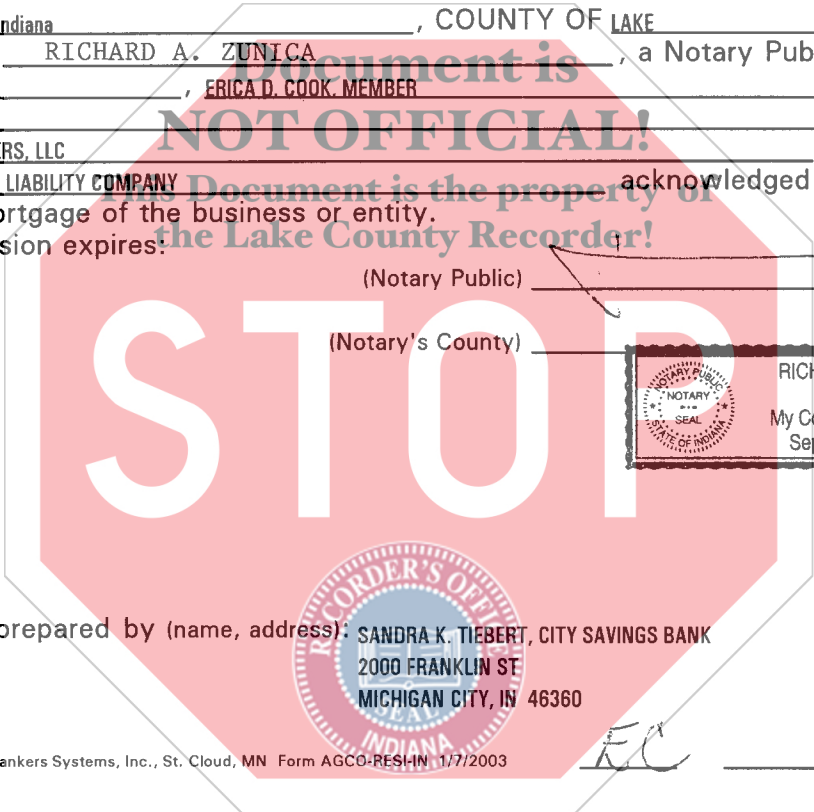 ndiana , COUNTY OF LAKE
RICHARD A. ZUNICA , a Notary Pub
, ERICA D. COOK, MEMBER
ERS, LLC
LIABILITY COMPANY acknowledged
ortgage of the business or entity.
sion expires:
Document is
NOT OFFICIAL!
This Document is the property of
the Lake County Recorder!
(Notary Public)
(Notary's County)
NOTARY PUBLIC
NOTARY
SEAL
STATE OF INDIANA
RICH
My Co
Sep
STOP
RECORDER'S OFFICE
SEAL
INDIANA
prepared by (name, address): SANDRA K. TIEBERT, CITY SAVINGS BANK
2000 FRANKLIN ST
MICHIGAN CITY, IN 46360
ankers Systems, Inc., St. Cloud, MN Form AGCO-RESI-IN 1/7/2003
EC